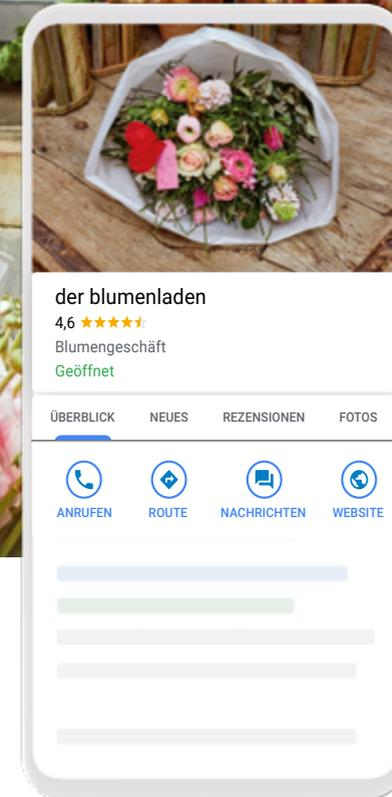 der blumenladen
4,6
Blumengeschäft
Geöffnet
ÜBERBLICK NEUES REZENSIONEN FOTOS
ANRUFEN ROUTE NACHRICHTEN WEBSITE